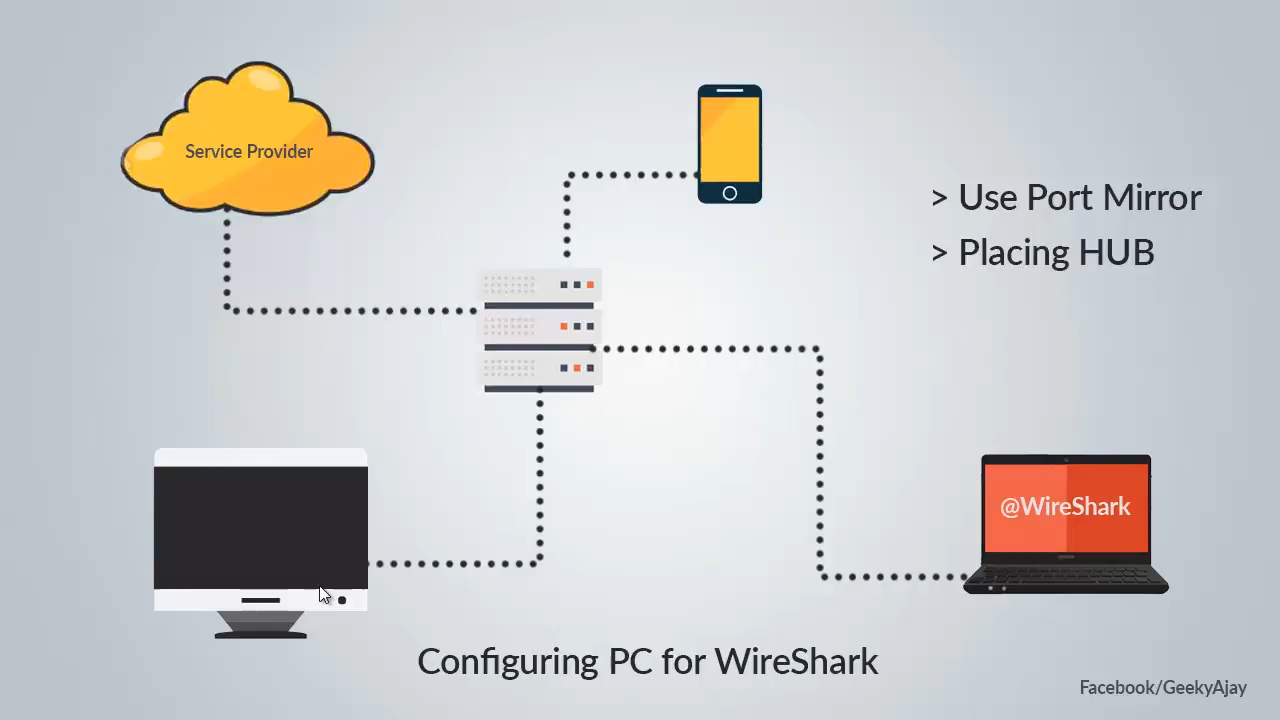 Service Provider
> Use Port Mirror
> Placing HUB
@WireShark
Configuring PC for WireShark
Facebook/GeekyAjay